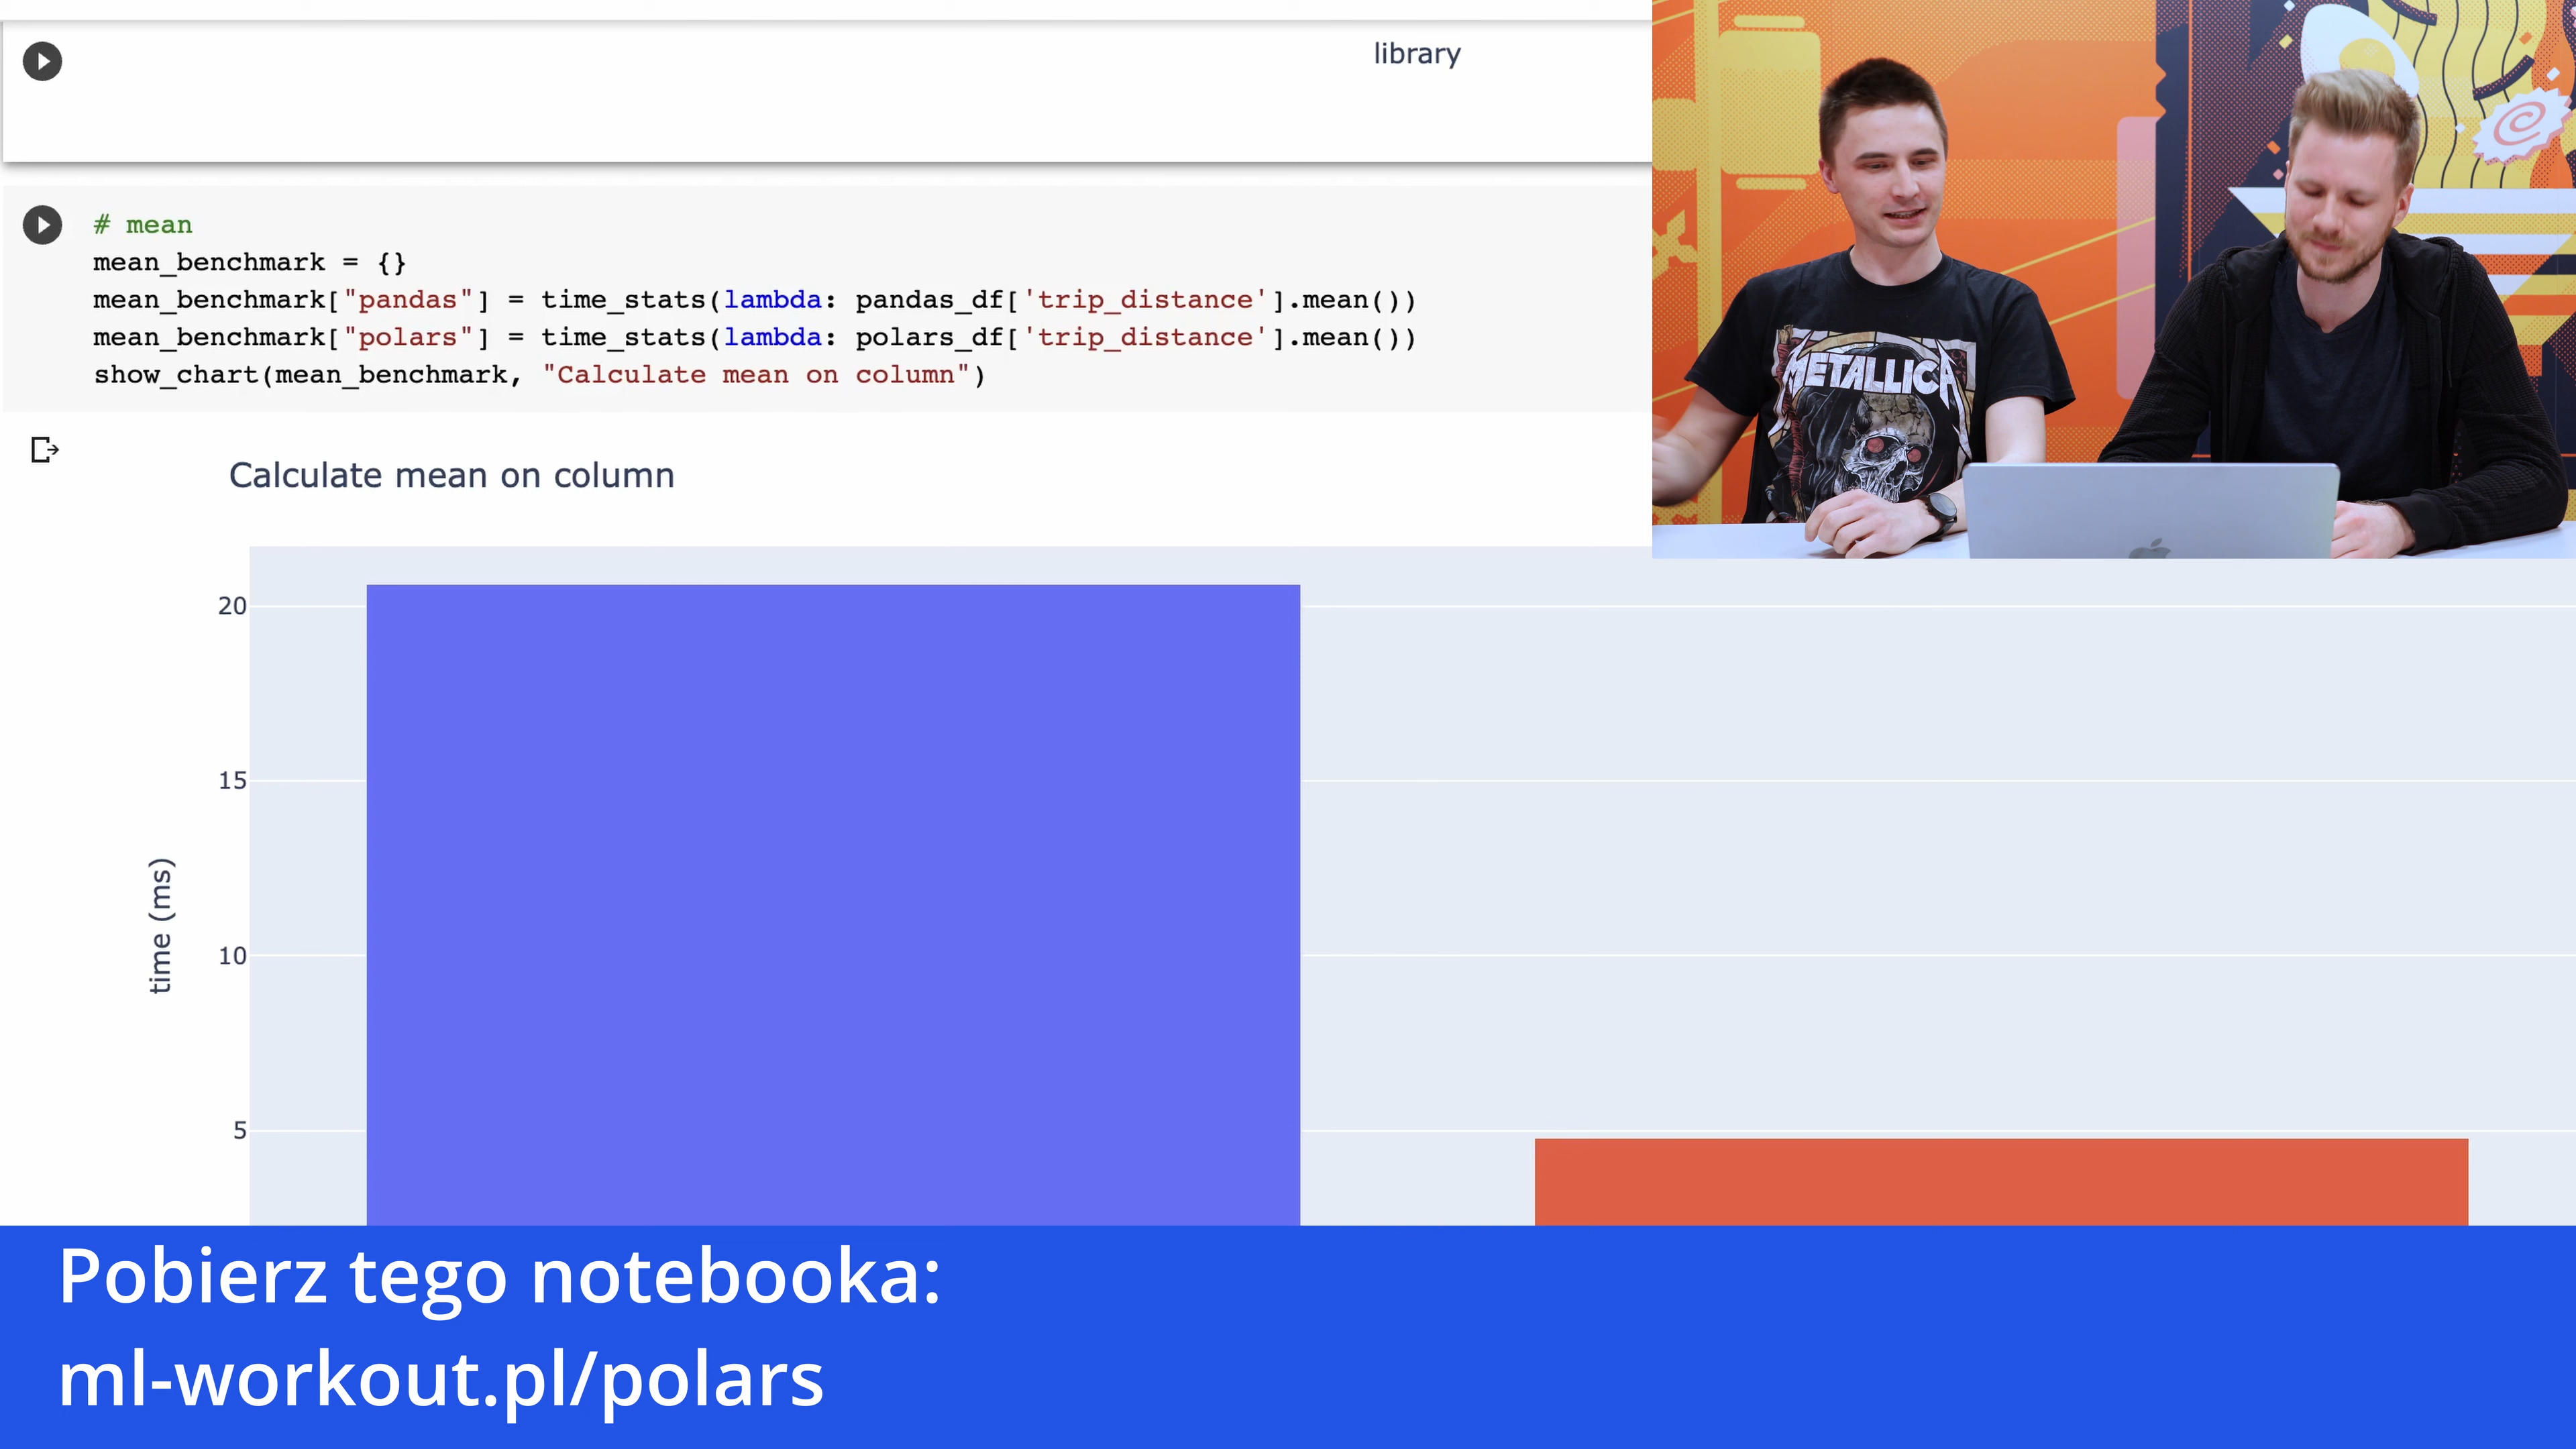 library
# mean
mean_benchmark = {}
mean_benchmark["pandas"] = time_stats(lambda: pandas_df['trip_distance'].mean())
mean_benchmark["polars"] = time_stats(lambda: polars_df['trip_distance'].mean())
show_chart(mean_benchmark, "Calculate mean on column")
METALLICA
Calculate mean on column
20
15
10
5
time (ms)
Pobierz tego notebooka:
ml-workout.pl/polars